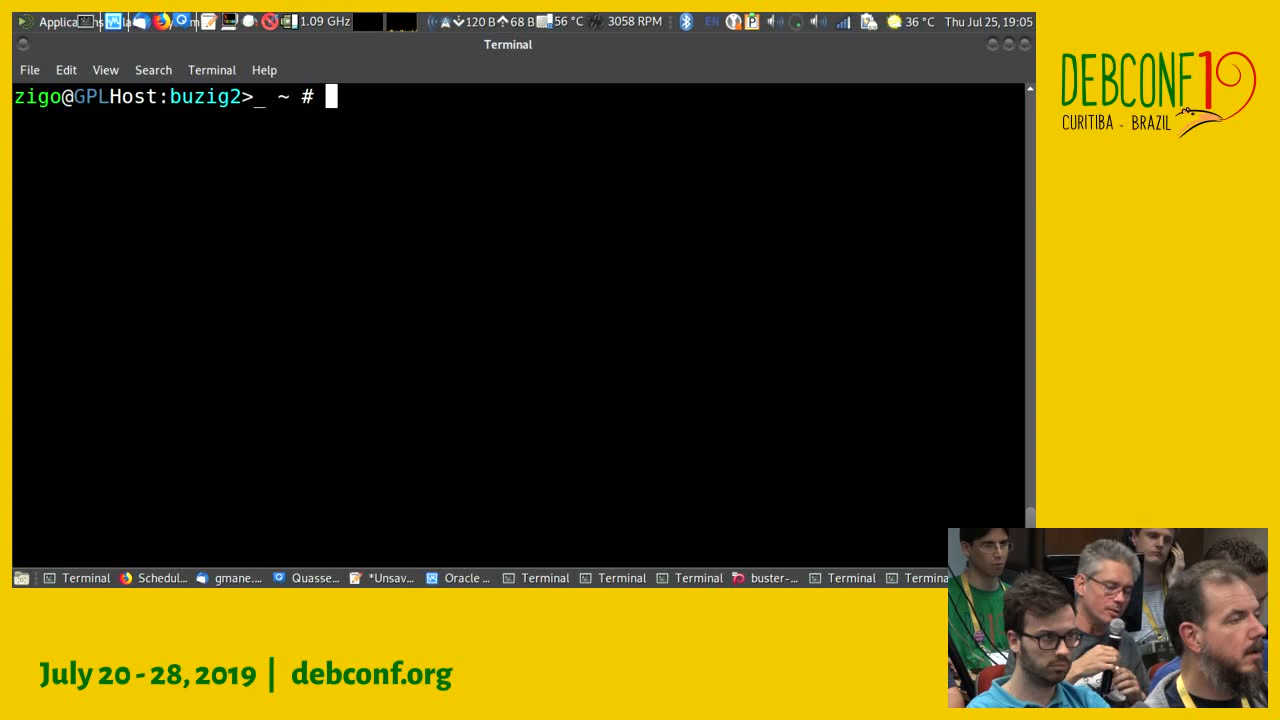 1.09 GHz 120 B 68 B 56 °C 3058 RPM EN 36 °C Thu Jul 25, 19:05
Terminal
File Edit View Search Terminal Help
zigo@GPLHost:buzig2>_ ~ #
DEBCONF19
CURITIBA - BRAZIL
Terminal Schedul... gmane.... Quasse... *Unsav... Oracle ... Terminal Terminal Terminal buster-... Terminal Termina
July 20 - 28, 2019 | debconf.org